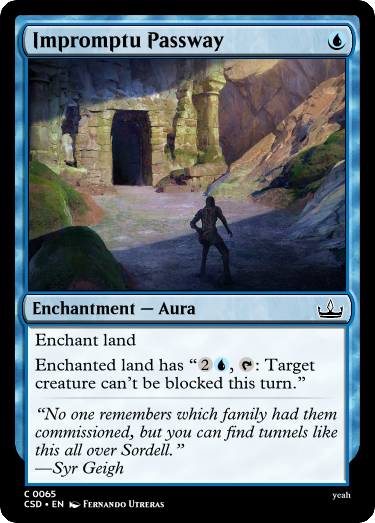 Impromptu Passway
Enchantment — Aura
Enchant land
Enchanted land has “2, : Target
creature can’t be blocked this turn.”
“No one remembers which family had them
commissioned, but you can find tunnels like
this all over Sordell.”
—Syr Geigh
C 0065
yeah
CSD • EN Fernando Utreras